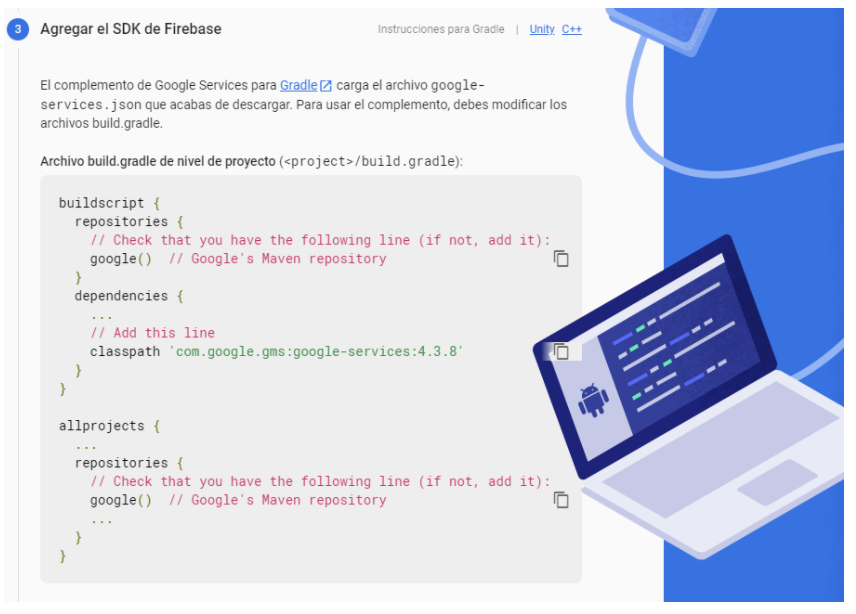 3 Agregar el SDK de Firebase Instrucciones para Gradle | Unity C++
El complemento de Google Services para Gradle carga el archivo google-
services.json que acabas de descargar. Para usar el complemento, debes modificar los
archivos build.gradle.
Archivo build.gradle de nivel de proyecto (<project>/build.gradle):
buildscript {
repositories {
// Check that you have the following line (if not, add it):
google() // Google's Maven repository
}
dependencies {
...
// Add this line
classpath 'com.google.gms:google-services:4.3.8'
}
}
allprojects {
...
repositories {
// Check that you have the following line (if not, add it):
google() // Google's Maven repository
...
}
}